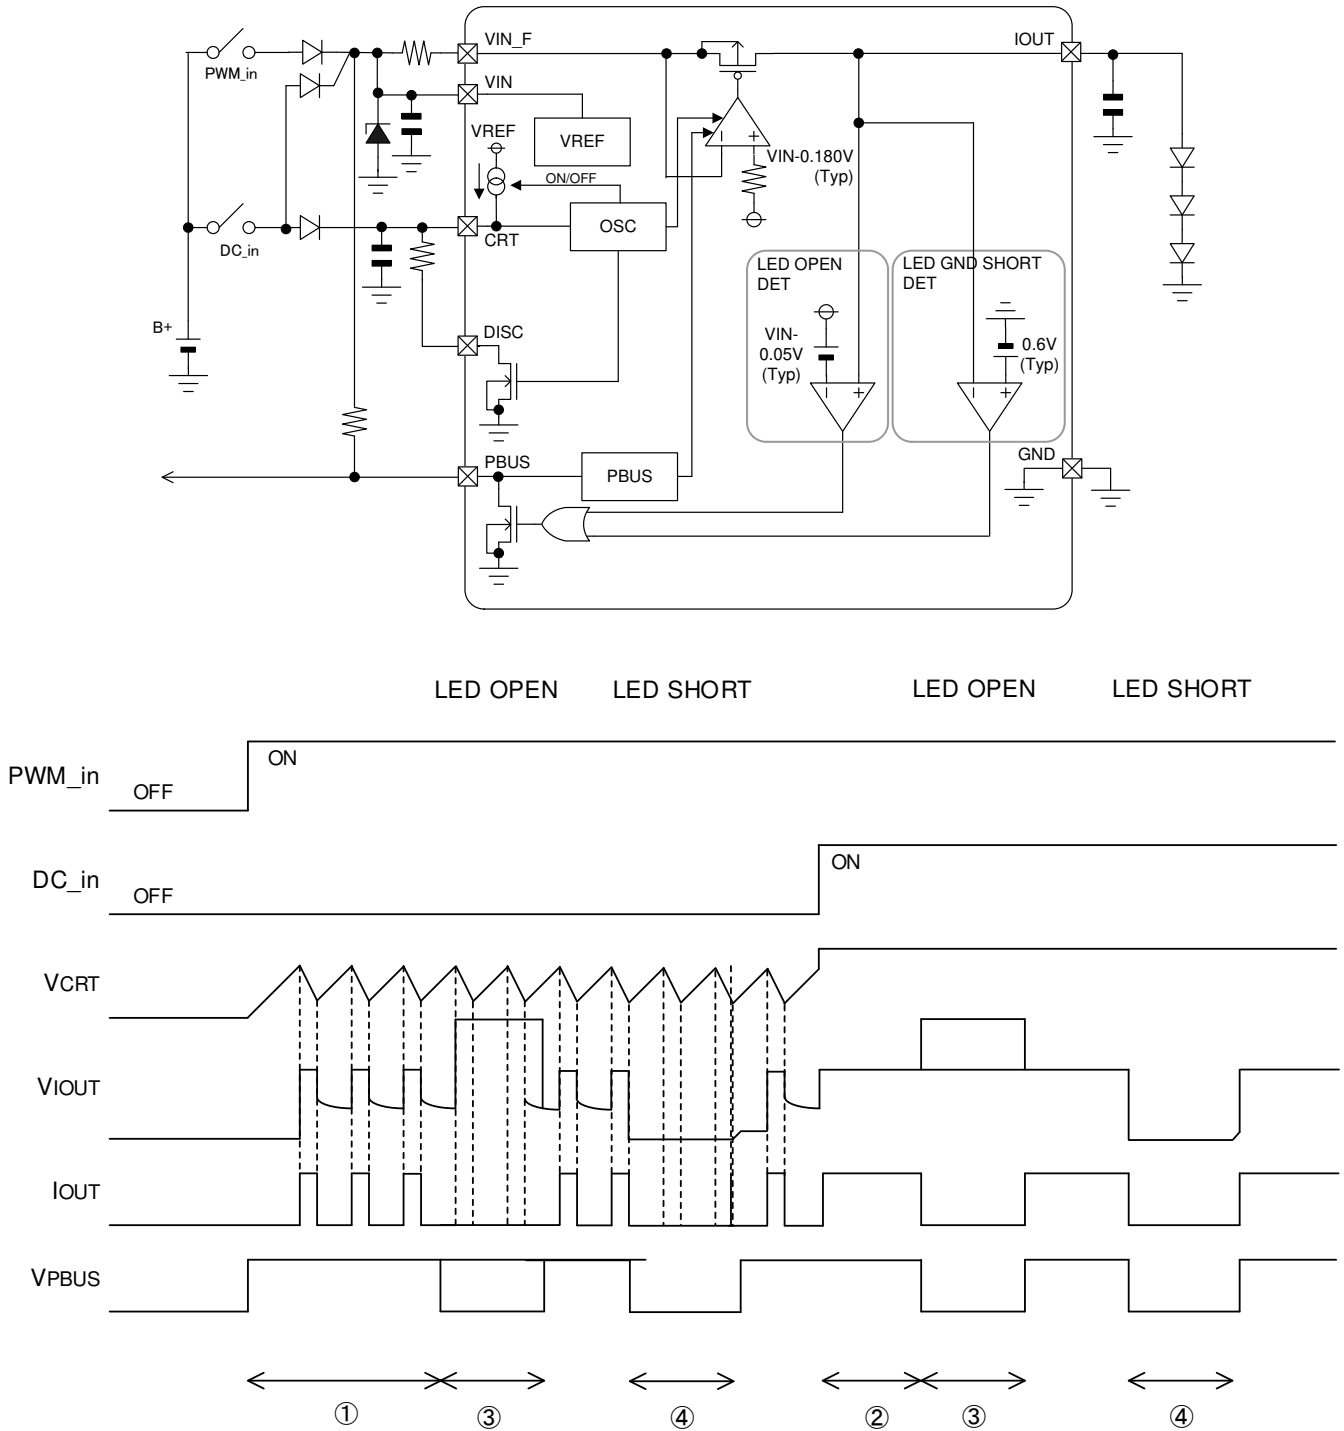 VIN_F
IOUT
PWM_in
VIN
VREF
VREF
VIN-0.180V
(Typ)
ON/OFF
OSC
CRT
DC_in
LED OPEN
DET
LED GND SHORT
DET
B+
DISC
VIN-
0.05V
(Typ)
0.6V
(Typ)
PBUS
PBUS
GND
LED OPEN
LED SHORT
LED OPEN
LED SHORT
PWM_in
OFF
ON
DC_in
OFF
ON
VCRT
VIOUT
IOUT
VPBUS
①
③
④
②
③
④